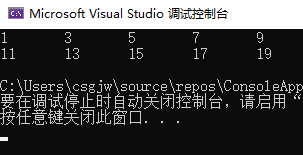 Microsoft Visual Studio 调试控制台
1 3 5 7 9
11 13 15 17 19
C:\Users\csgjw\source\repos\ConsoleApp
要在调试停止时自动关闭控制台，请启用“
按任意键关闭此窗口. . .